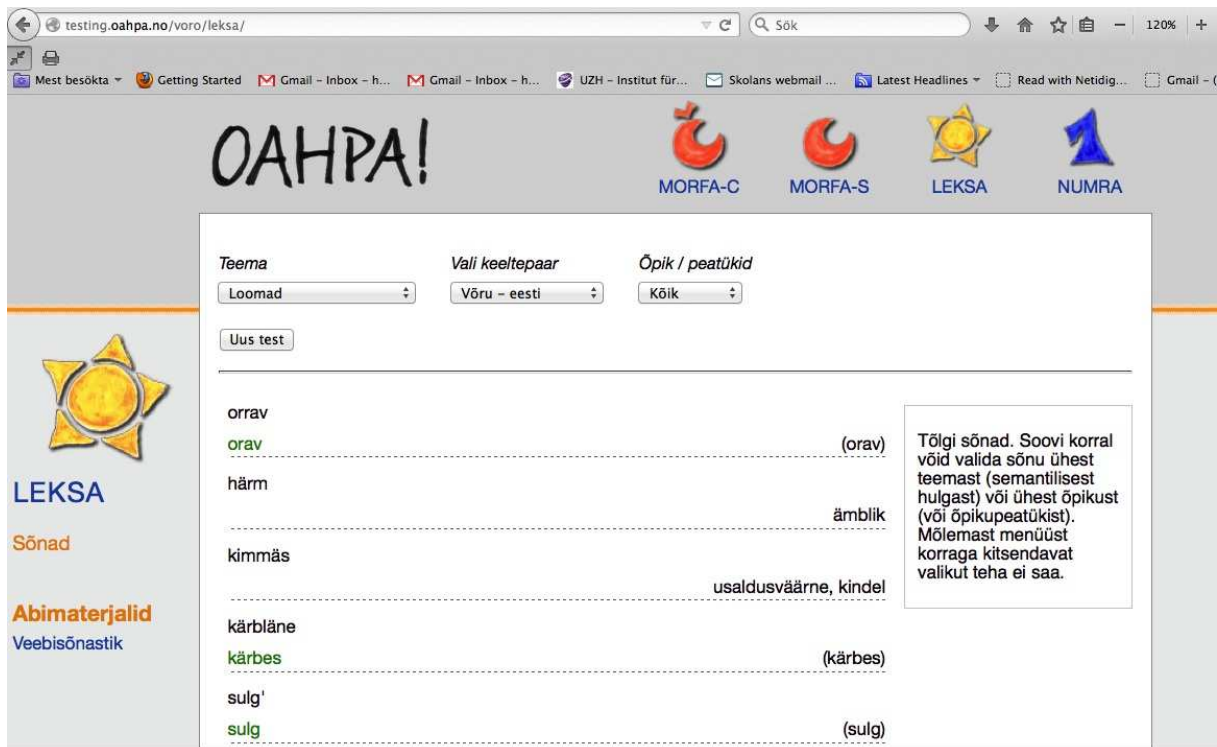 testing.oahpa.no/voro/leksa/
Sök
120%
Mest besökta
Getting Started
Gmail – Inbox – h...
Gmail – Inbox – h...
UZH – Institut für...
Skolans webmail ...
Latest Headlines
Read with Netidig...
Gmail – (
OAHPA!
MORFA-C
MORFA-S
LEKSA
NUMRA
Teema
Vali keeltepaar
Õpik / peatükid
Loomad
Võru – eesti
Kõik
Uus test
LEKSA
Sõnad
Abimaterjalid
Veebisõnastik
orrav
orav (orav)
härm
ämblik
kimmäs
usaldusväärne, kindel
kärbläne
kärbes (kärbes)
sulg'
sulg (sulg)
Tõlgi sõnad. Soovi korral
võid valida sõnu ühest
teemast (semantilisest
hulgast) või ühest õpikust
(või õpikupeatükist).
Mõlemast menüüst
korraga kitsendavat
valikut teha ei saa.